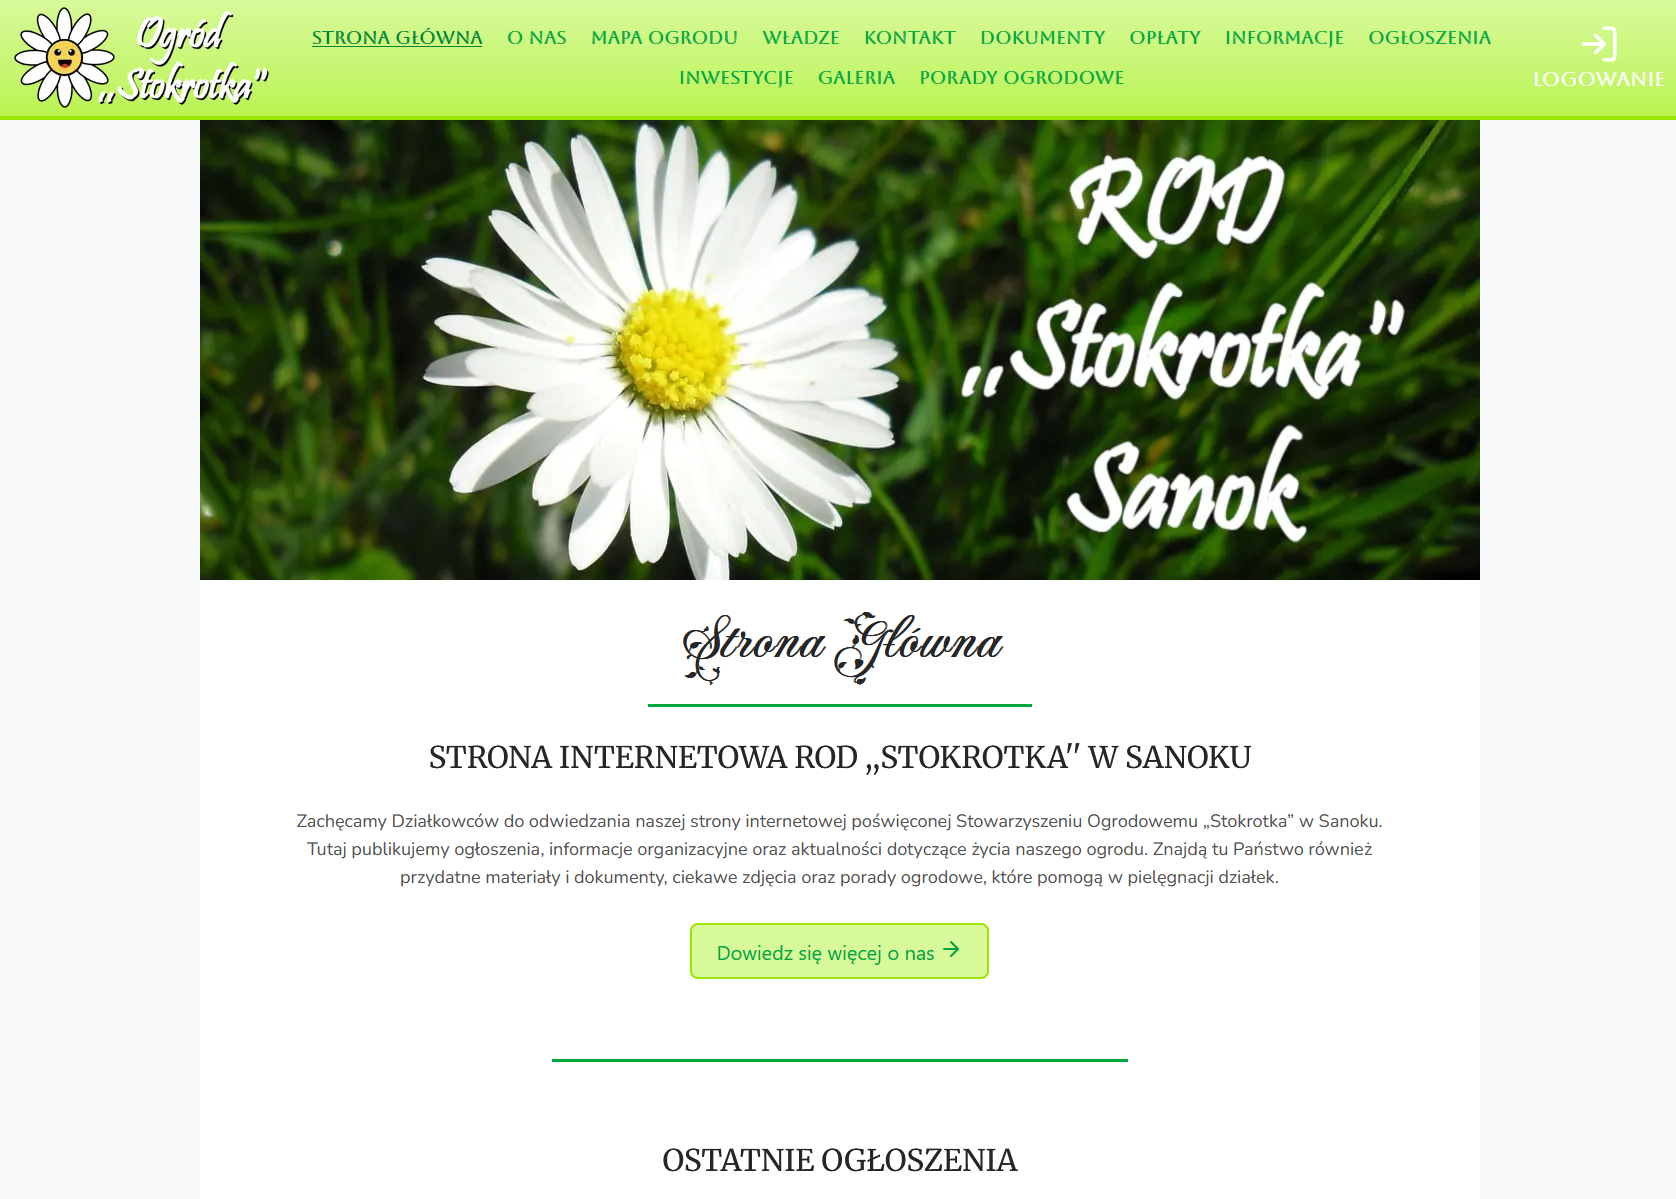 Ogród
,,Stokrotka"
STRONA GŁÓWNA O NAS MAPA OGRODU WŁADZE KONTAKT DOKUMENTY OPŁATY INFORMACJE OGŁOSZENIA
INWESTYCJE GALERIA PORADY OGRODOWE
LOGOWANIE
ROD
,,Stokrotka"
Sanok
Strona Główna
STRONA INTERNETOWA ROD ,,STOKROTKA" W SANOKU
Zachęcamy Działkowców do odwiedzania naszej strony internetowej poświęconej Stowarzyszeniu Ogrodowemu „Stokrotka” w Sanoku.
Tutaj publikujemy ogłoszenia, informacje organizacyjne oraz aktualności dotyczące życia naszego ogrodu. Znajdą tu Państwo również
przydatne materiały i dokumenty, ciekawe zdjęcia oraz porady ogrodowe, które pomogą w pielęgnacji działek.
Dowiedz się więcej o nas
OSTATNIE OGŁOSZENIA